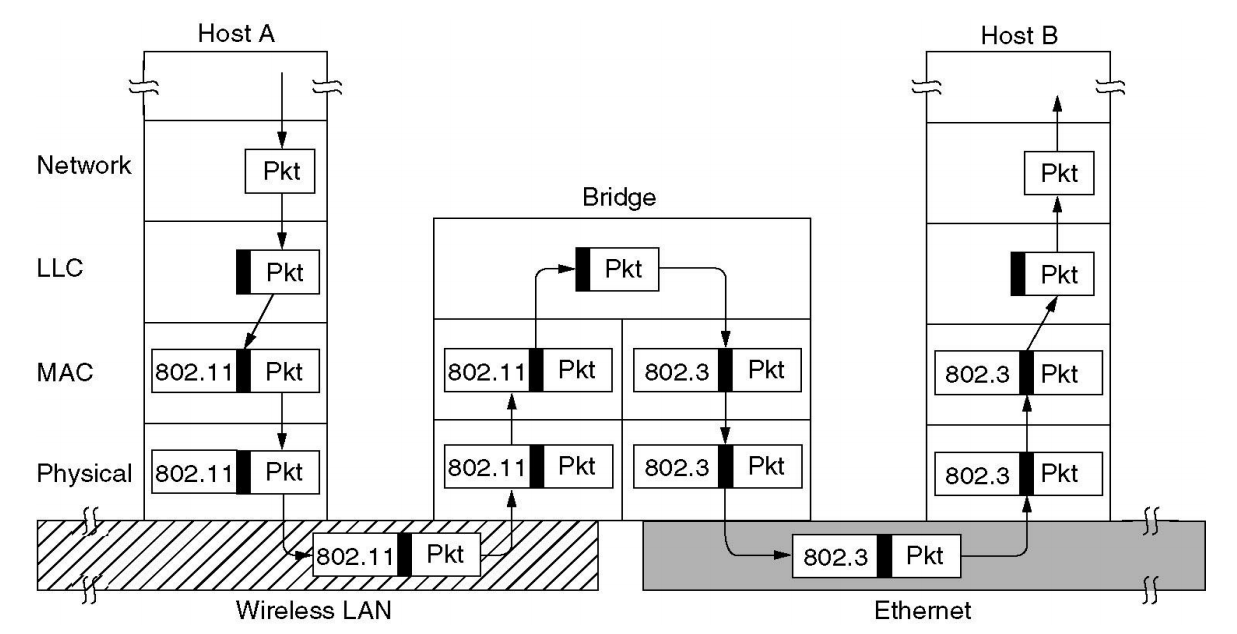 Host A
Host B
Network
Pkt
Pkt
Bridge
LLC
Pkt
Pkt
Pkt
MAC
802.11 Pkt
802.11 Pkt
802.3 Pkt
802.3 Pkt
Physical
802.11 Pkt
802.11 Pkt
802.3 Pkt
802.3 Pkt
802.11 Pkt
802.3 Pkt
Wireless LAN
Ethernet